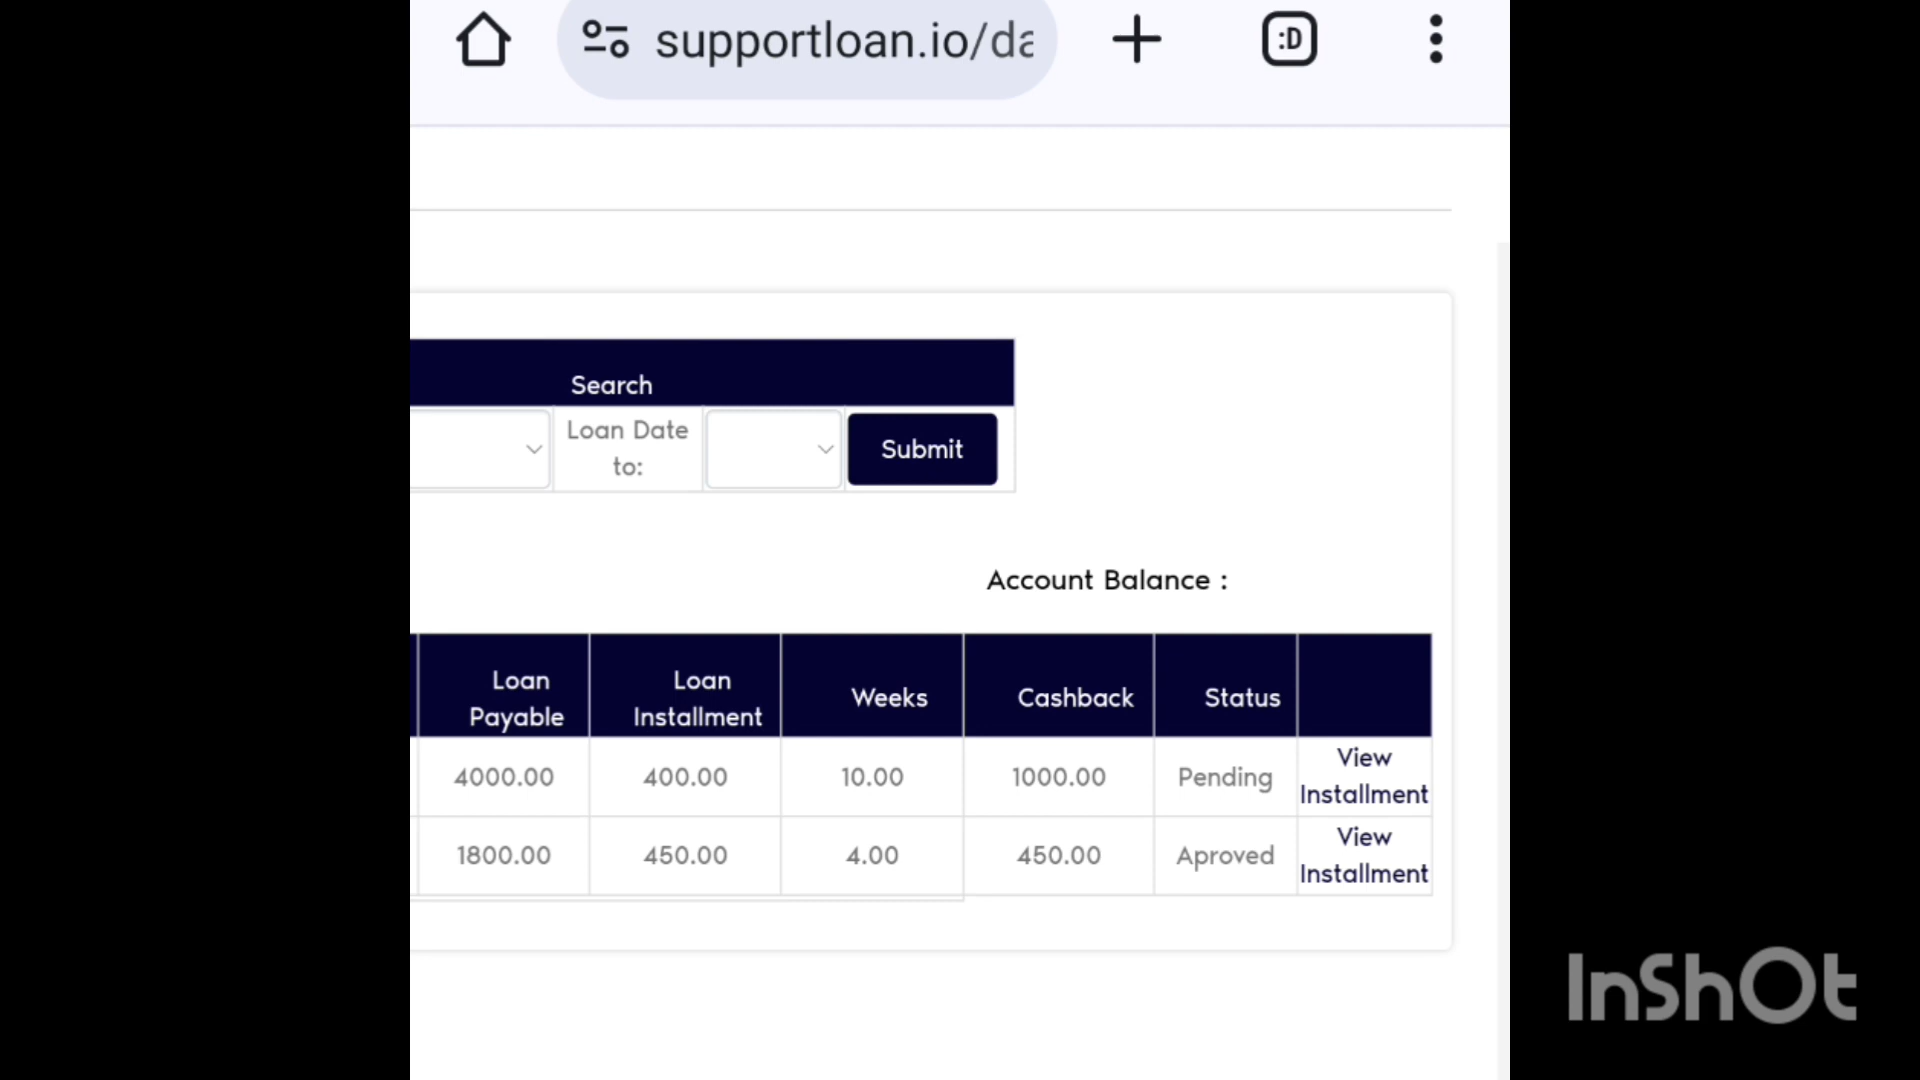 supportloan.io/da
:D
Search
Loan Date
to:
Submit
Account Balance :
Loan Payable
Loan Installment
Weeks
Cashback
Status
4000.00 400.00 10.00 1000.00 Pending View Installment
1800.00 450.00 4.00 450.00 Aproved View Installment
InShOt